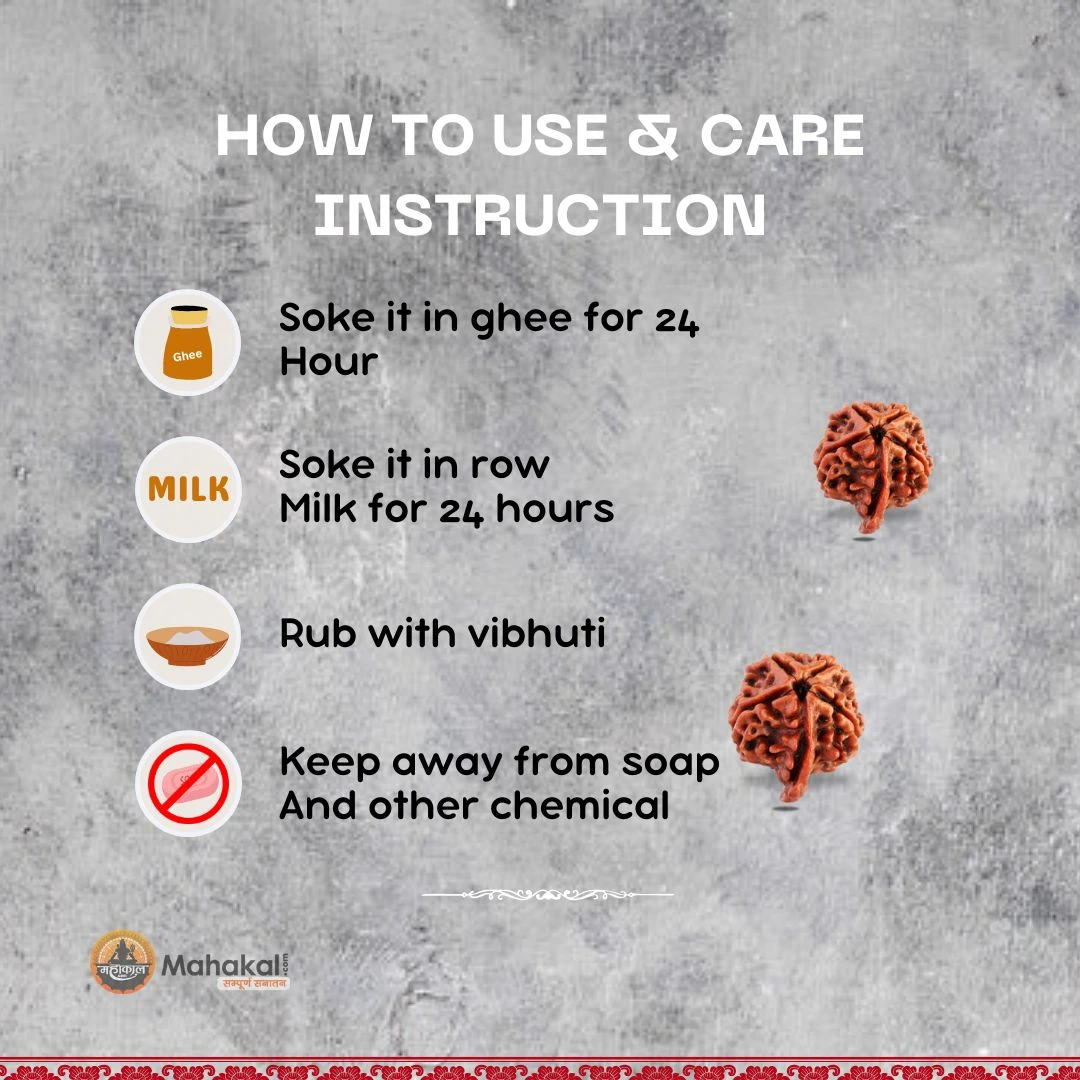 HOW TO USE & CARE
INSTRUCTION
Ghee
Soke it in ghee for 24
Hour
MILK
Soke it in row
Milk for 24 hours
Rub with vibhuti
Keep away from soap
And other chemical
महाकाल
Mahakal.com
सम्पूर्ण सनातन